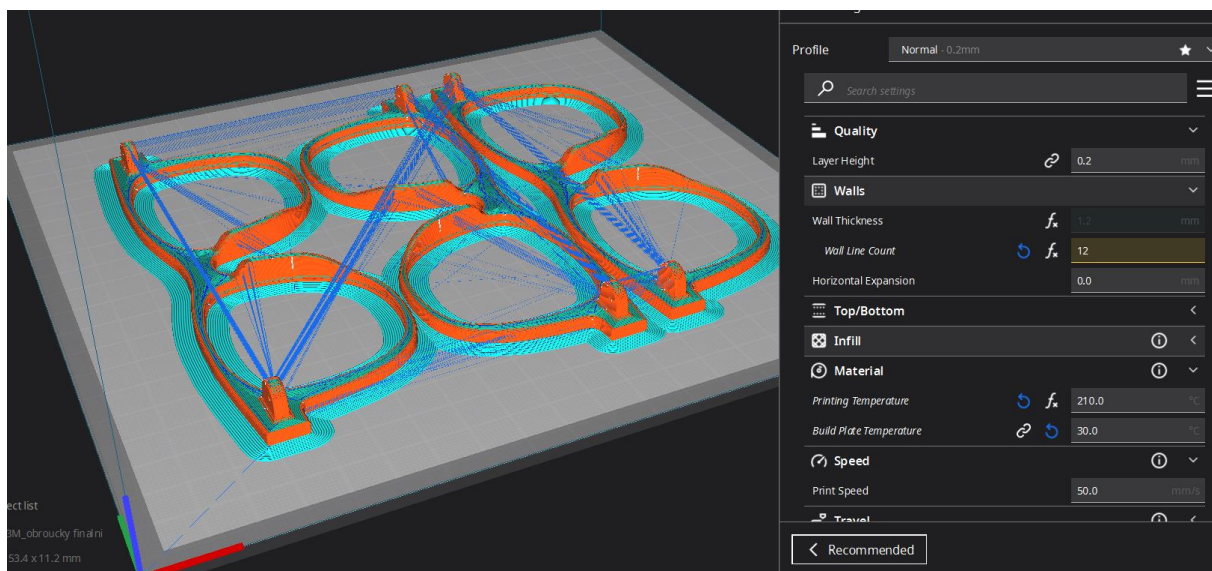 Profile
Normal - 0.2mm
Search settings
Quality
Layer Height
0.2 mm
Walls
Wall Thickness
1.2 mm
Wall Line Count
12
Horizontal Expansion
0.0 mm
Top/Bottom
Infill
Material
Printing Temperature
210.0 °C
Build Plate Temperature
30.0 °C
Speed
Print Speed
50.0 mm/s
Travel
Recommended
ect list
3M_obroucky finalni
53.4 x 11.2 mm